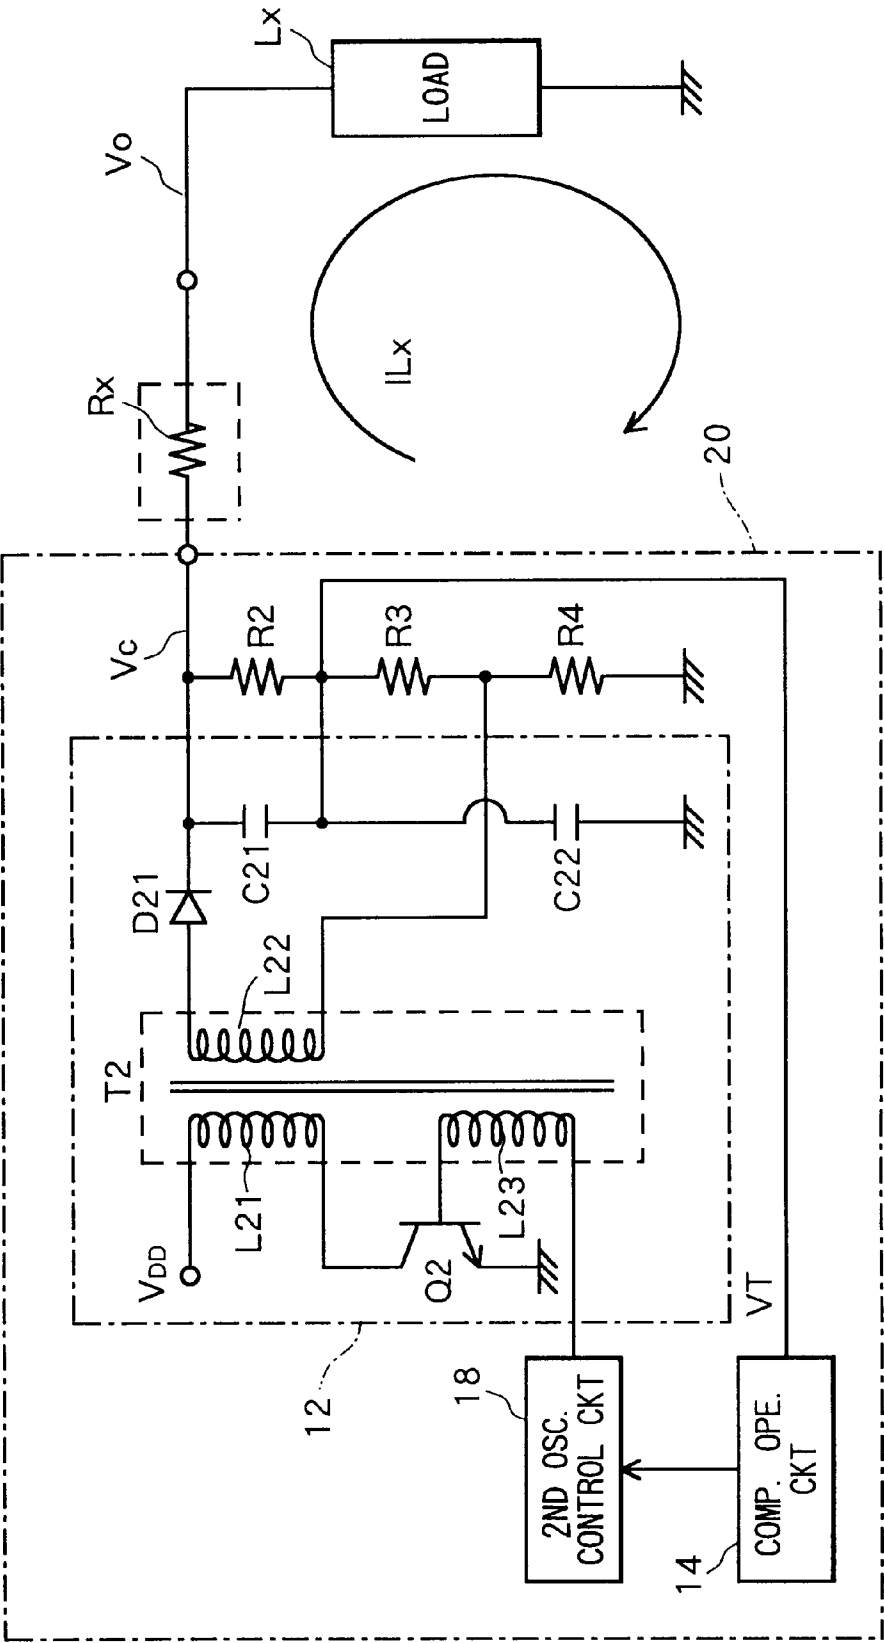 12
VDD
T2
D21
Vc
Rx
Vo
Lx
L21
L22
C21
R2
LOAD
Q2
L23
C22
R3
R4
ILx
18
2ND OSC.
CONTROL CKT
14
COMP. OPE.
CKT
VT
20